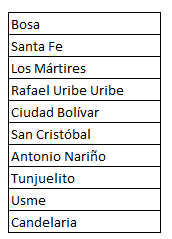 Bosa
Santa Fe
Los Mártires
Rafael Uribe Uribe
Ciudad Bolívar
San Cristóbal
Antonio Nariño
Tunjuelito
Usme
Candelaria